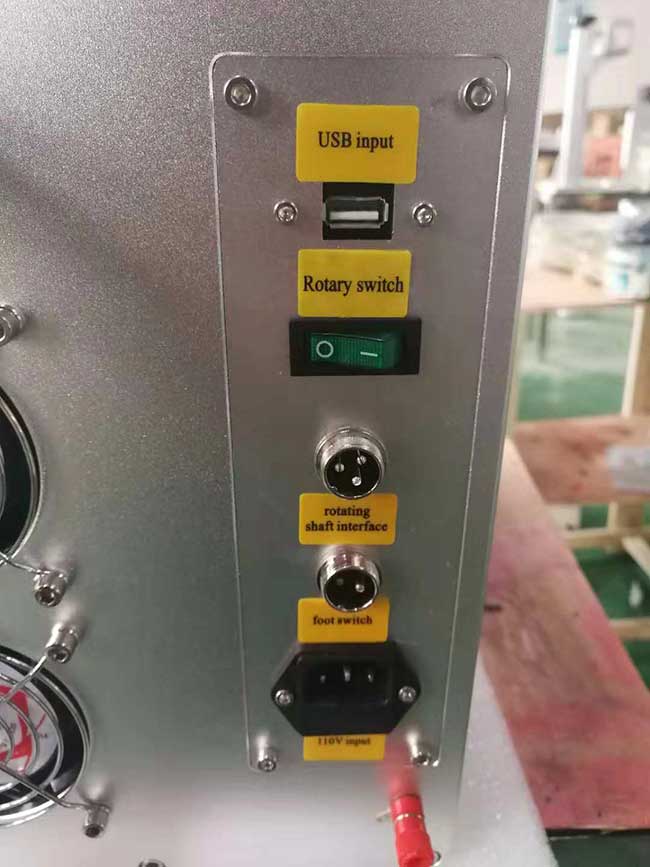 USB input
Rotary switch
rotating
shaft interface
foot switch
110V input